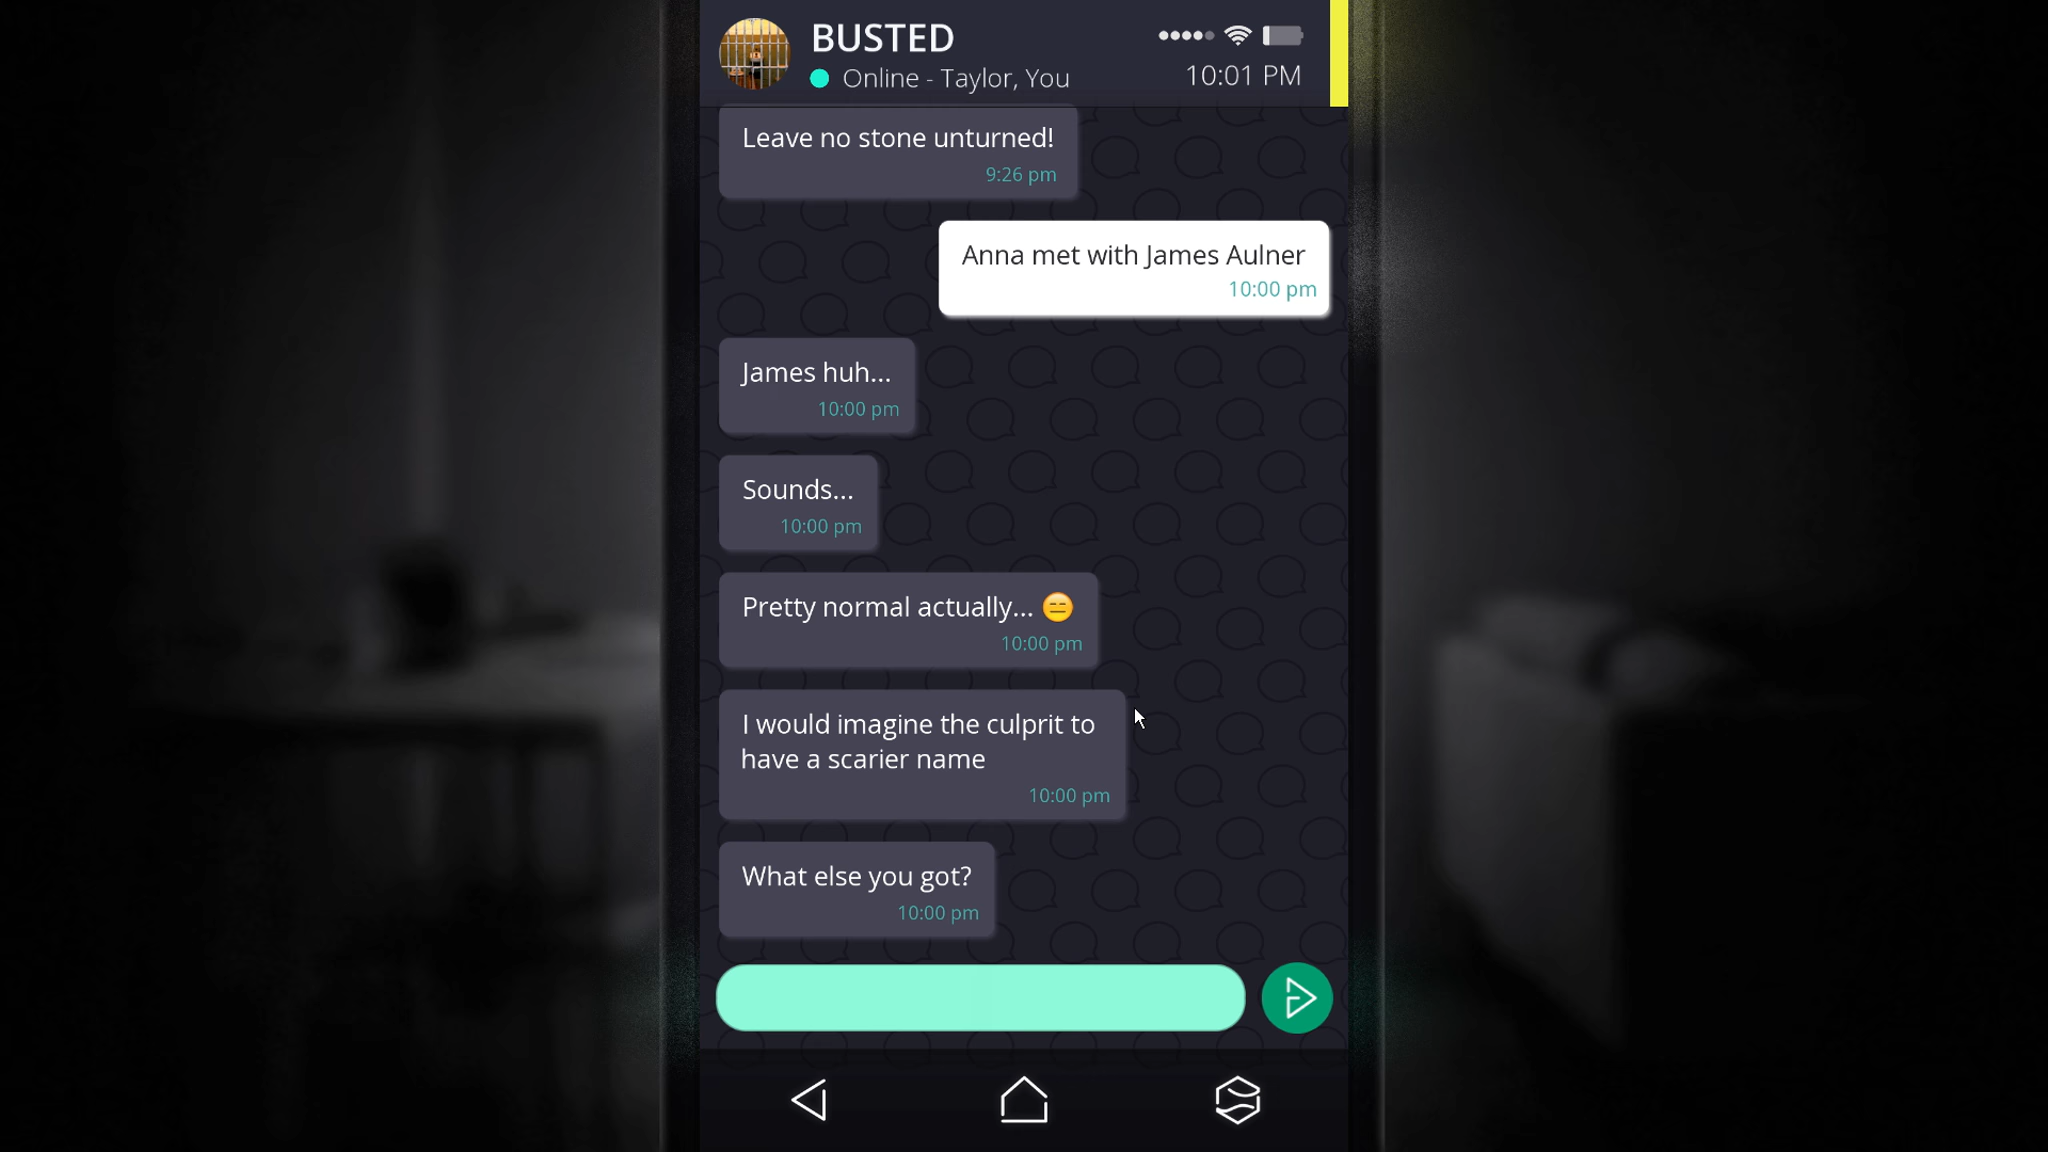 BUSTED
Online - Taylor, You
10:01 PM
Leave no stone unturned!
9:26 pm
Anna met with James Aulner
10:00 pm
James huh...
10:00 pm
Sounds...
10:00 pm
Pretty normal actually... 😑
10:00 pm
I would imagine the culprit to
have a scarier name
10:00 pm
What else you got?
10:00 pm